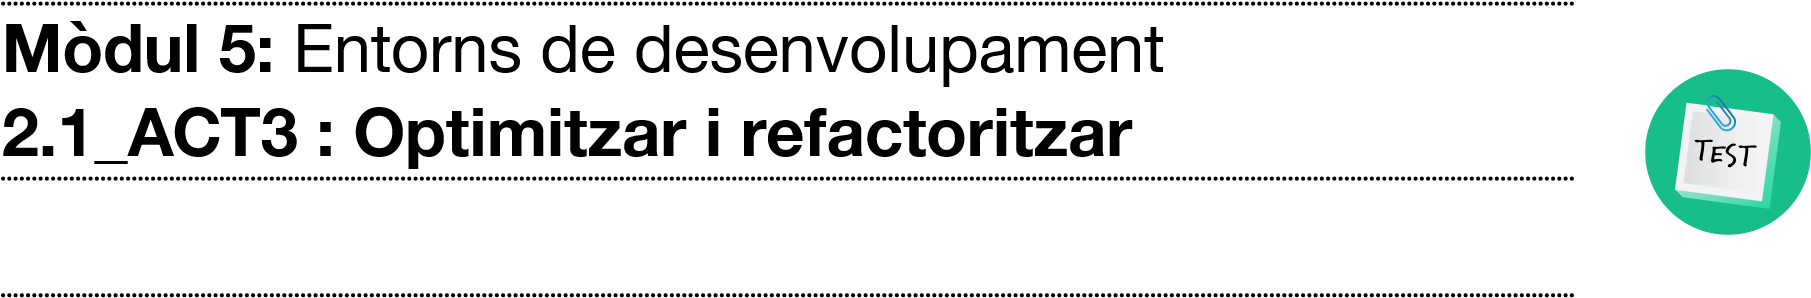 Mòdul 5: Entorns de desenvolupament
2.1_ACT3 : Optimitzar i refactoritzar
TEST